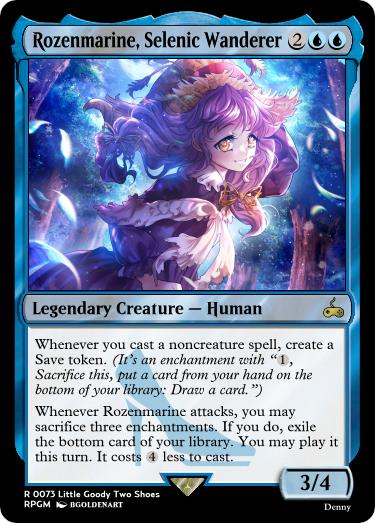 Rozenmarine, Selenic Wanderer 2
Legendary Creature — Human
Whenever you cast a noncreature spell, create a
Save token. (It's an enchantment with “1,
Sacrifice this, put a card from your hand on the
bottom of your library: Draw a card.”)
Whenever Rozenmarine attacks, you may
sacrifice three enchantments. If you do, exile
the bottom card of your library. You may play it
this turn. It costs 4 less to cast.
3/4
R 0073 Little Goody Two Shoes
RPGM BGOLDENART
Denny